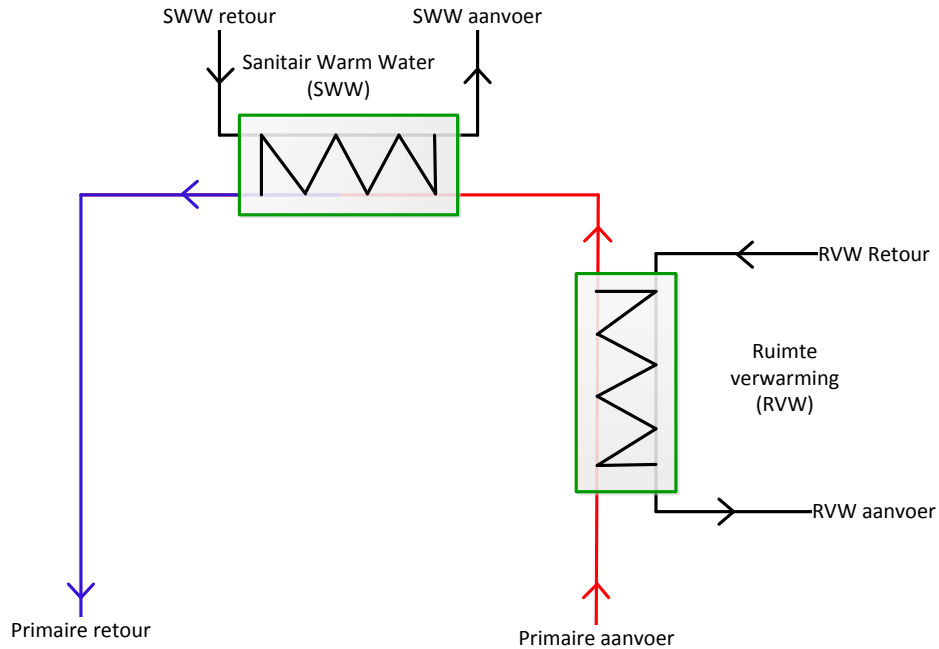 SWW retour
SWW aanvoer
Sanitair Warm Water
(SWW)
RVW Retour
Ruimte
verwarming
(RVW)
RVW aanvoer
Primaire retour
Primaire aanvoer